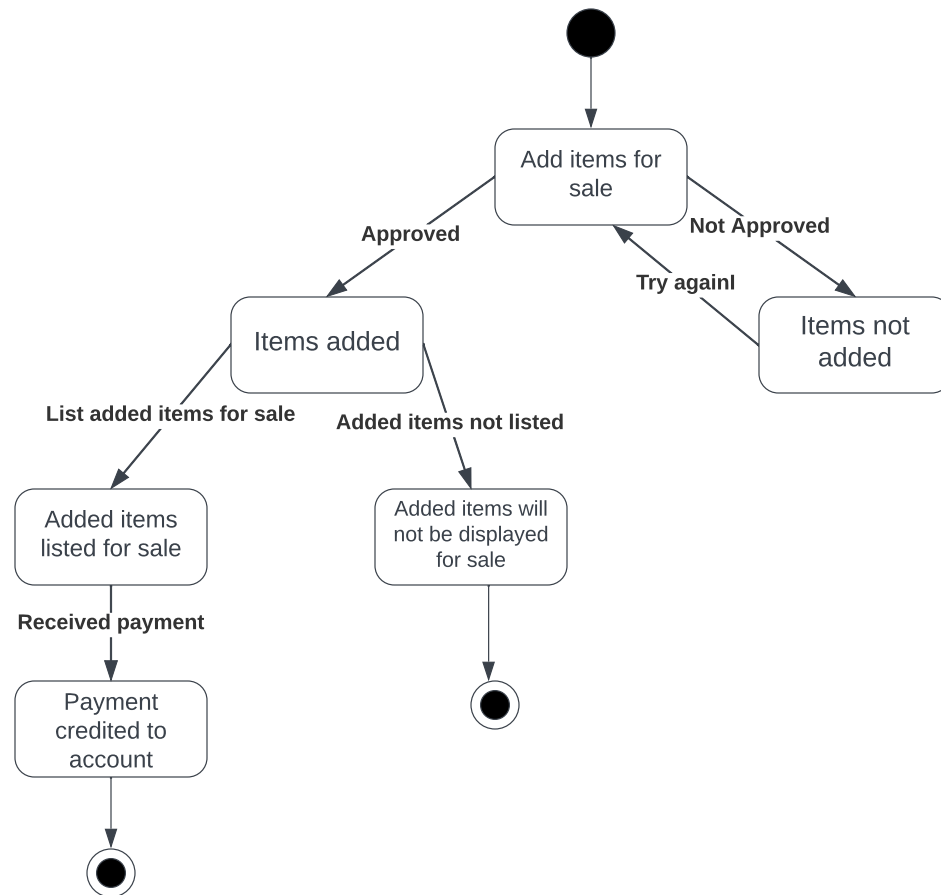 Add items for
sale
Approved
Not Approved
Try againl
Items added
Items not
added
List added items for sale
Added items not listed
Added items
listed for sale
Added items will
not be displayed
for sale
Received payment
Payment
credited to
account